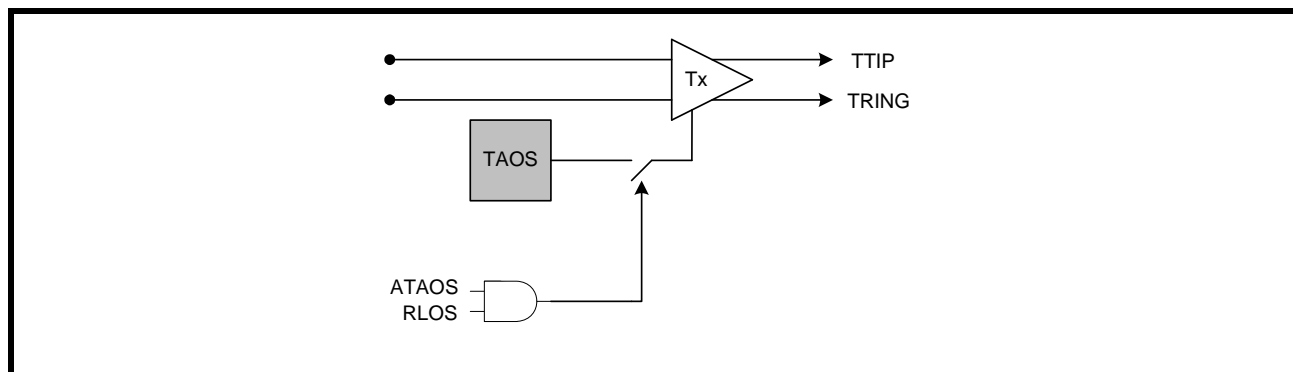 TTIP
Tx
TRING
TAOS
ATAOS
RLOS